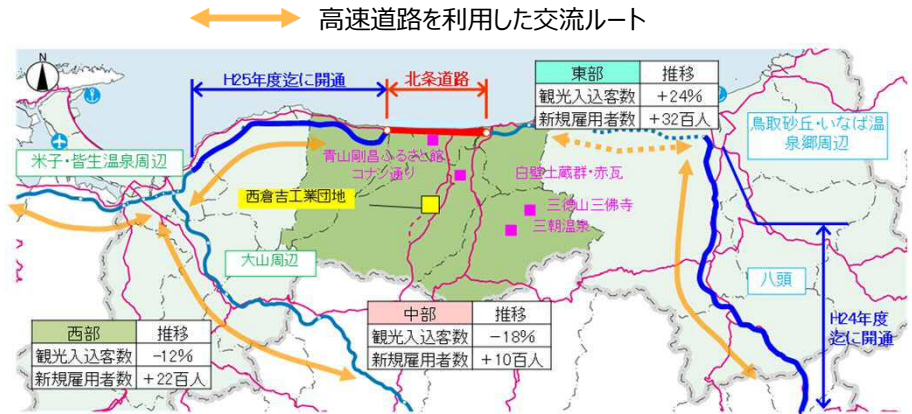 高速道路を利用した交流ルート
N
H25年度迄に開通
北条道路
東部 推移
観光入込客数 +24%
新規雇用者数 +32百人
鳥取砂丘・いなば温
泉郷周辺
米子・皆生温泉周辺
青山剛昌ふるさと館
コナン通り
白壁土蔵群・赤瓦
西倉吉工業団地
三徳山三佛寺
三朝温泉
大山周辺
八頭
H24年度
迄に開通
西部 推移
観光入込客数 -12%
新規雇用者数 +22百人
中部 推移
観光入込客数 -18%
新規雇用者数 +10百人